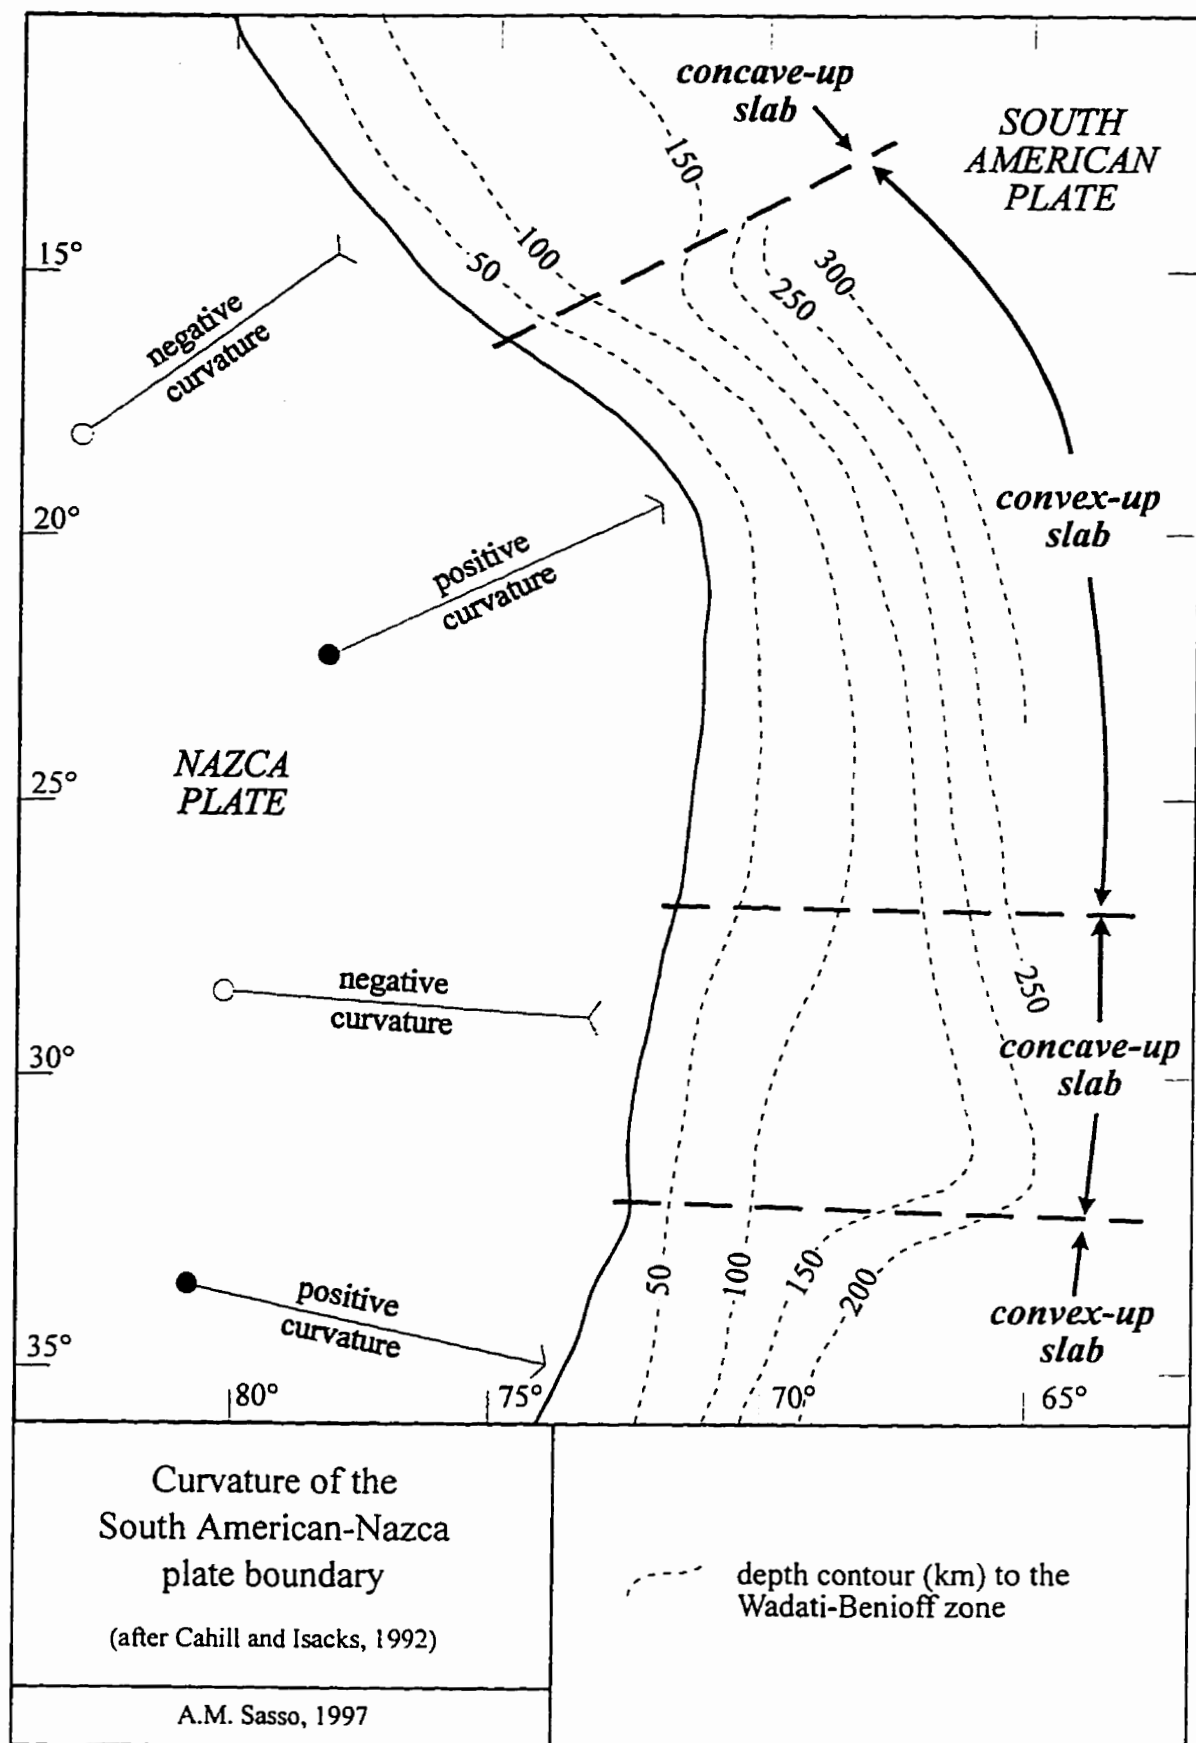 concave-up
slab
SOUTH
AMERICAN
PLATE
150
15°
100
50
300
250
negative
curvature
convex-up
slab
20°
positive
curvature
NAZCA
PLATE
25°
negative
curvature
250
concave-up
slab
30°
50
100
150
200
positive
curvature
convex-up
slab
35°
80°
75°
70°
65°
Curvature of the
South American-Nazca
plate boundary
(after Cahill and Isacks, 1992)
A.M. Sasso, 1997
depth contour (km) to the
Wadati-Benioff zone